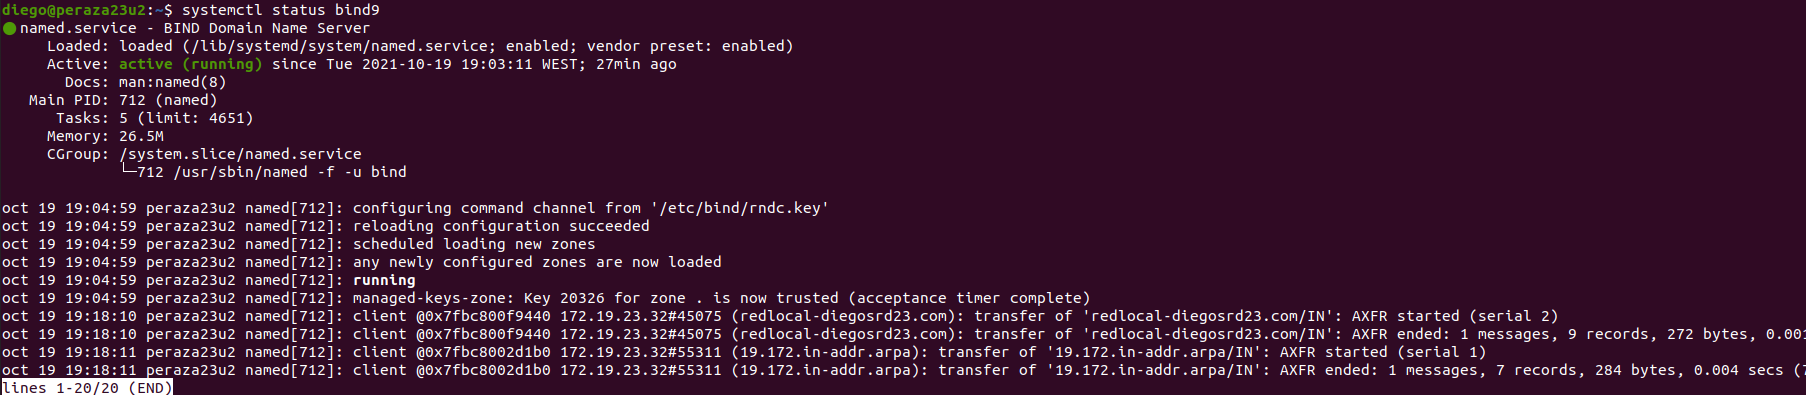 diego@peraza23u2:~$ systemctl status bind9
● named.service - BIND Domain Name Server
     Loaded: loaded (/lib/systemd/system/named.service; enabled; vendor preset: enabled)
     Active: active (running) since Tue 2021-10-19 19:03:11 WEST; 27min ago
       Docs: man:named(8)
   Main PID: 712 (named)
      Tasks: 5 (limit: 4651)
     Memory: 26.5M
     CGroup: /system.slice/named.service
             └─712 /usr/sbin/named -f -u bind
oct 19 19:04:59 peraza23u2 named[712]: configuring command channel from '/etc/bind/rndc.key'
oct 19 19:04:59 peraza23u2 named[712]: reloading configuration succeeded
oct 19 19:04:59 peraza23u2 named[712]: scheduled loading new zones
oct 19 19:04:59 peraza23u2 named[712]: any newly configured zones are now loaded
oct 19 19:04:59 peraza23u2 named[712]: running
oct 19 19:04:59 peraza23u2 named[712]: managed-keys-zone: Key 20326 for zone . is now trusted (acceptance timer complete)
oct 19 19:18:10 peraza23u2 named[712]: client @0x7fbc800f9440 172.19.23.32#45075 (redlocal-diegosrd23.com): transfer of 'redlocal-diegosrd23.com/IN': AXFR started (serial 2)
oct 19 19:18:10 peraza23u2 named[712]: client @0x7fbc800f9440 172.19.23.32#45075 (redlocal-diegosrd23.com): transfer of 'redlocal-diegosrd23.com/IN': AXFR ended: 1 messages, 9 records, 272 bytes, 0.001
oct 19 19:18:11 peraza23u2 named[712]: client @0x7fbc8002d1b0 172.19.23.32#55311 (19.172.in-addr.arpa): transfer of '19.172.in-addr.arpa/IN': AXFR started (serial 1)
oct 19 19:18:11 peraza23u2 named[712]: client @0x7fbc8002d1b0 172.19.23.32#55311 (19.172.in-addr.arpa): transfer of '19.172.in-addr.arpa/IN': AXFR ended: 1 messages, 7 records, 284 bytes, 0.004 secs (7
lines 1-20/20 (END)